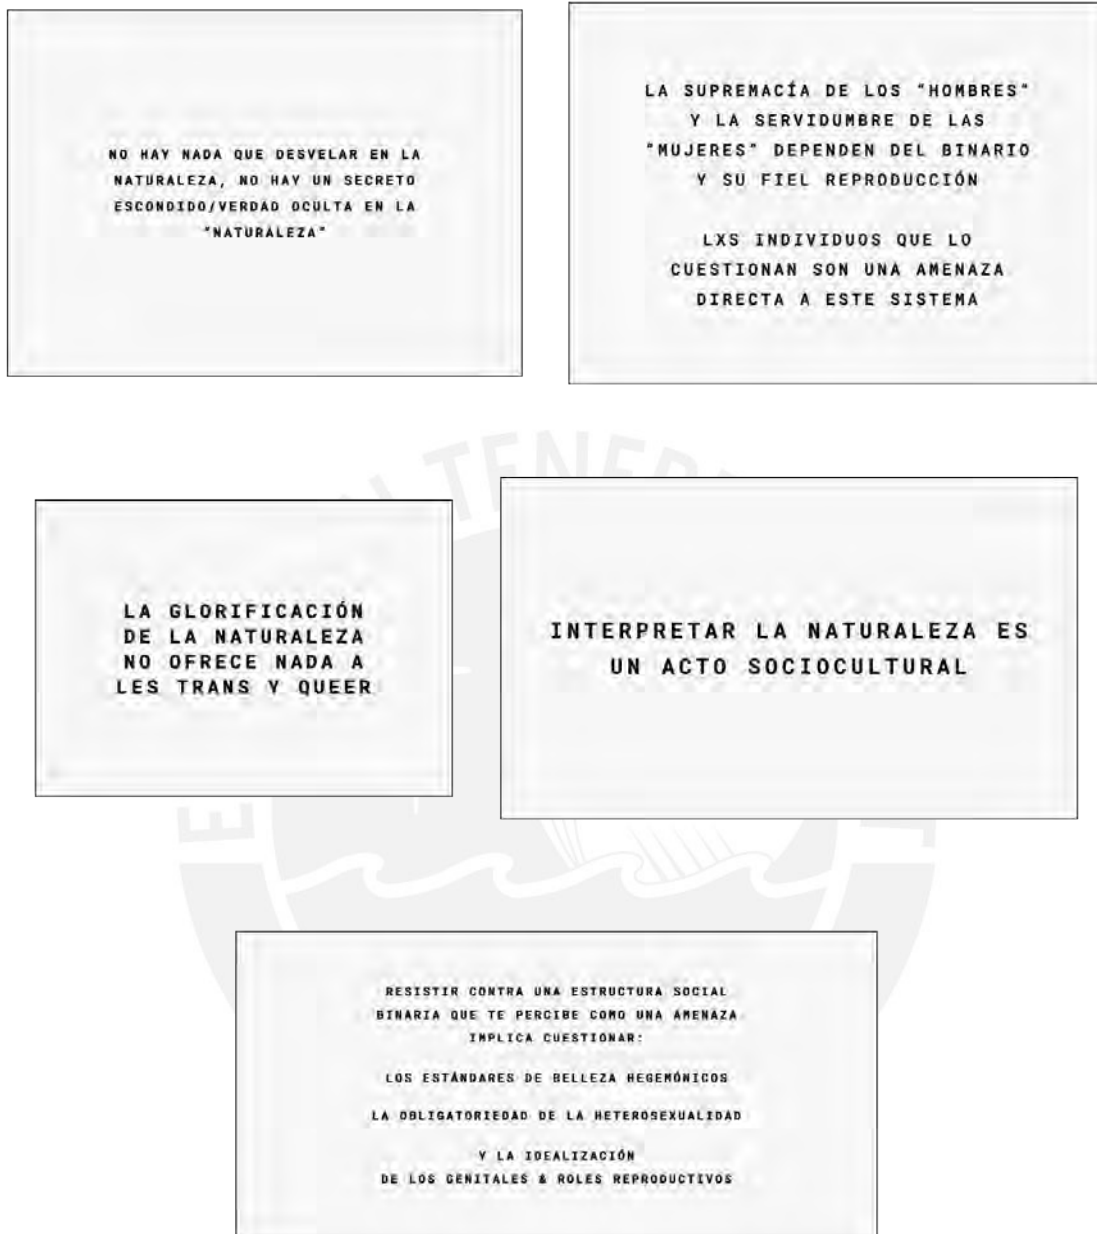 NO HAY NADA QUE DESVELAR EN LA
NATURALEZA, NO HAY UN SECRETO
ESCONDIDO/VERDAD OCULTA EN LA
"NATURALEZA"
LA SUPREMACÍA DE LOS "HOMBRES"
Y LA SERVIDUMBRE DE LAS
"MUJERES" DEPENDEN DEL BINARIO
Y SU FIEL REPRODUCCIÓN
LXS INDIVIDUOS QUE LO
CUESTIONAN SON UNA AMENAZA
DIRECTA A ESTE SISTEMA
TENEB
LA GLORIFICACIÓN
DE LA NATURALEZA
NO OFRECE NADA A
LES TRANS Y QUEER
INTERPRETAR LA NATURALEZA ES
UN ACTO SOCIOCULTURAL
RESISTIR CONTRA UNA ESTRUCTURA SOCIAL
BINARIA QUE TE PERCIBE COMO UNA AMENAZA
IMPLICA CUESTIONAR:
LOS ESTÁNDARES DE BELLEZA HEGEMÓNICOS
LA OBLIGATORIEDAD DE LA HETEROSEXUALIDAD
Y LA IDEALIZACIÓN
DE LOS GENITALES & ROLES REPRODUCTIVOS